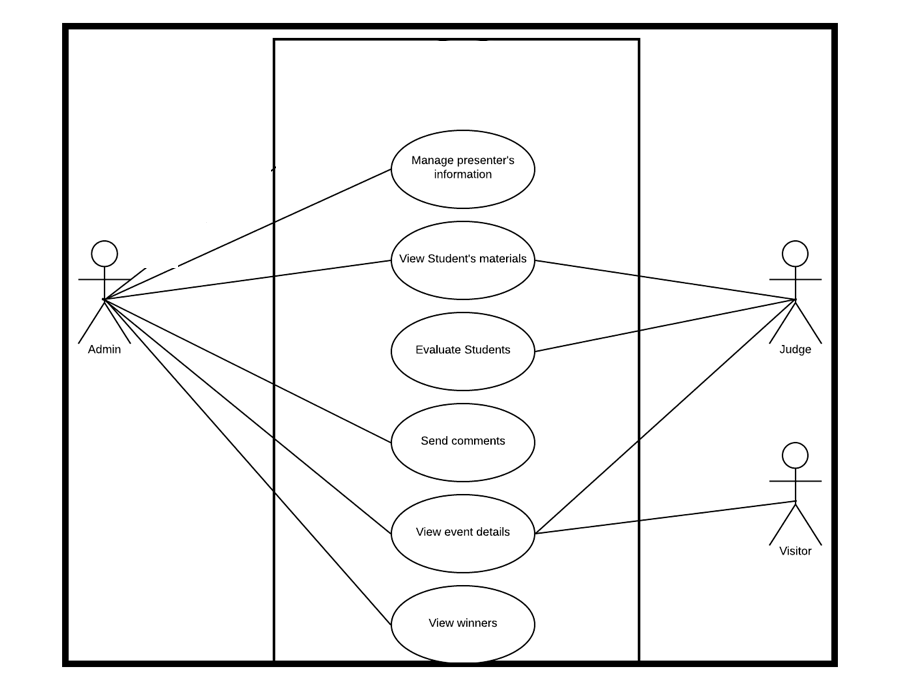 Manage presenter's
information
View Student's materials
Evaluate Students
Admin
Judge
Send comments
View event details
Visitor
View winners